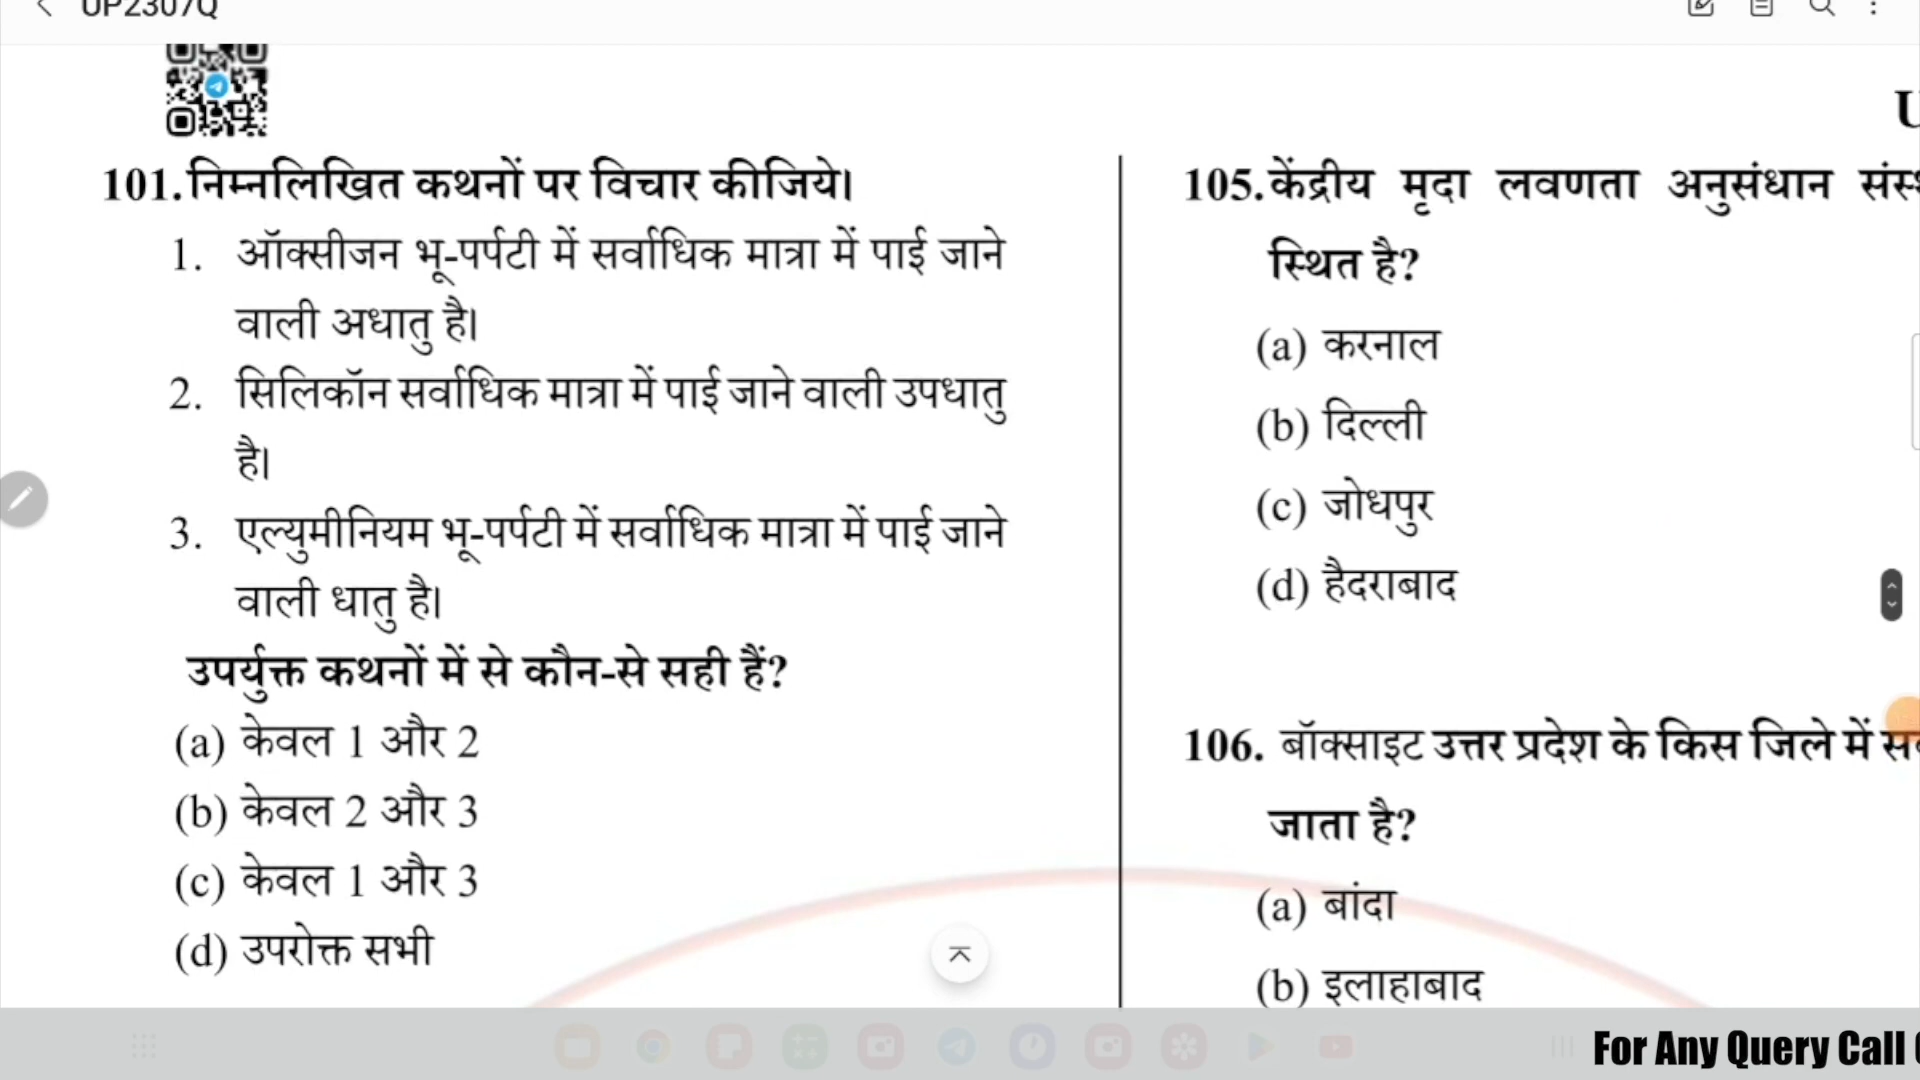 UP2307Q
101.निम्नलिखित कथनों पर विचार कीजिये।
1. ऑक्सीजन भू-पर्पटी में सर्वाधिक मात्रा में पाई जाने
वाली अधातु है।
2. सिलिकॉन सर्वाधिक मात्रा में पाई जाने वाली उपधातु
है।
3. एल्युमीनियम भू-पर्पटी में सर्वाधिक मात्रा में पाई जाने
वाली धातु है।
उपर्युक्त कथनों में से कौन-से सही हैं?
(a) केवल 1 और 2
(b) केवल 2 और 3
(c) केवल 1 और 3
(d) उपरोक्त सभी
105.केंद्रीय मृदा लवणता अनुसंधान
स्थित है?
(a) करनाल
(b) दिल्ली
(c) जोधपुर
(d) हैदराबाद
106. बॉक्साइट उत्तर प्रदेश के किस जिले में
जाता है?
(a) बांदा
(b) इलाहाबाद
For Any Query Call